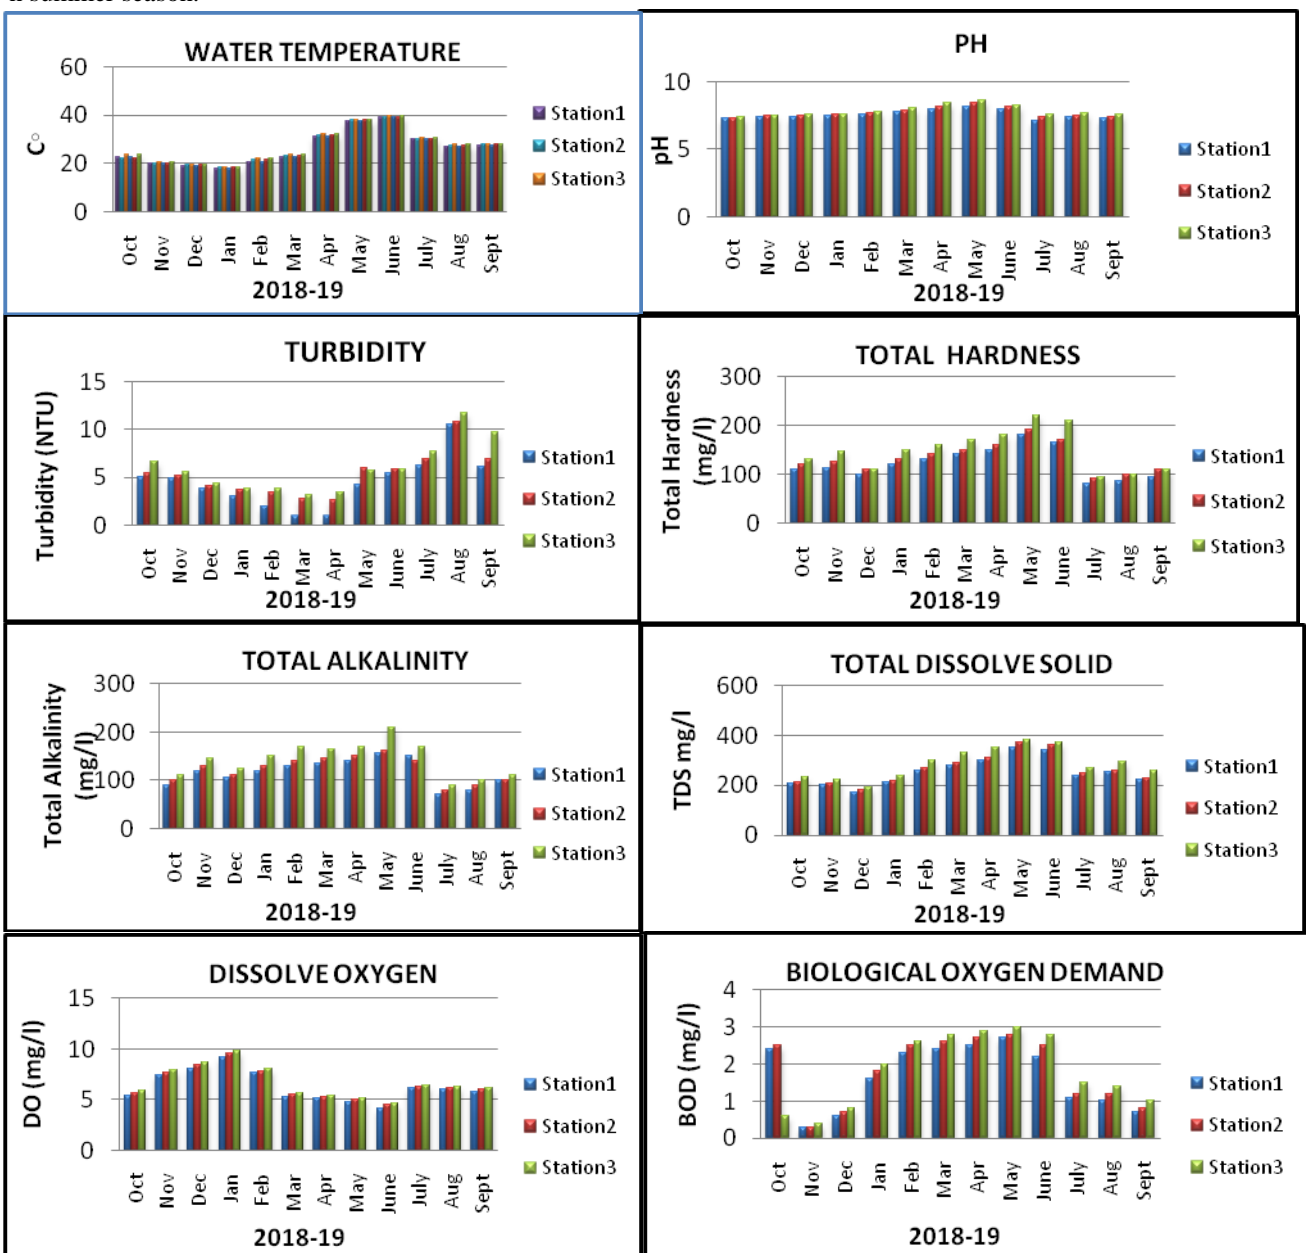 summer season.
WATER TEMPERATURE
60
40
20
0
C○
Oct
Nov
Dec
Jan
Feb
Mar
Apr
May
June
July
Aug
Sept
2018-19
Station1
Station2
Station3
PH
10
5
0
pH
Oct
Nov
Dec
Jan
Feb
Mar
Apr
May
June
July
Aug
Sept
2018-19
Station1
Station2
Station3
TURBIDITY
15
10
5
0
Turbidity (NTU)
Oct
Nov
Dec
Jan
Feb
Mar
Apr
May
June
July
Aug
Sept
2018-19
Station1
Station2
Station3
TOTAL HARDNESS
300
200
100
0
Total Hardness
(mg/l)
Oct
Nov
Dec
Jan
Feb
Mar
Apr
May
June
July
Aug
Sept
2018-19
Station1
Station2
Station3
TOTAL ALKALINITY
300
200
100
0
Total Alkalinity
(mg/l)
Oct
Nov
Dec
Jan
Feb
Mar
Apr
May
June
July
Aug
Sept
2018-19
Station1
Station2
Station3
TOTAL DISSOLVE SOLID
600
400
200
0
TDS mg/l
Oct
Nov
Dec
Jan
Feb
Mar
Apr
May
June
July
Aug
Sept
2018-19
Station1
Station2
Station3
DISSOLVE OXYGEN
15
10
5
0
DO (mg/l)
Oct
Nov
Dec
Jan
Feb
Mar
Apr
May
June
July
Aug
Sept
2018-19
Station1
Station2
Station3
BIOLOGICAL OXYGEN DEMAND
4
3
2
1
0
BOD (mg/l)
Oct
Nov
Dec
Jan
Feb
Mar
Apr
May
June
July
Aug
Sept
2018-19
Station1
Station2
Station3